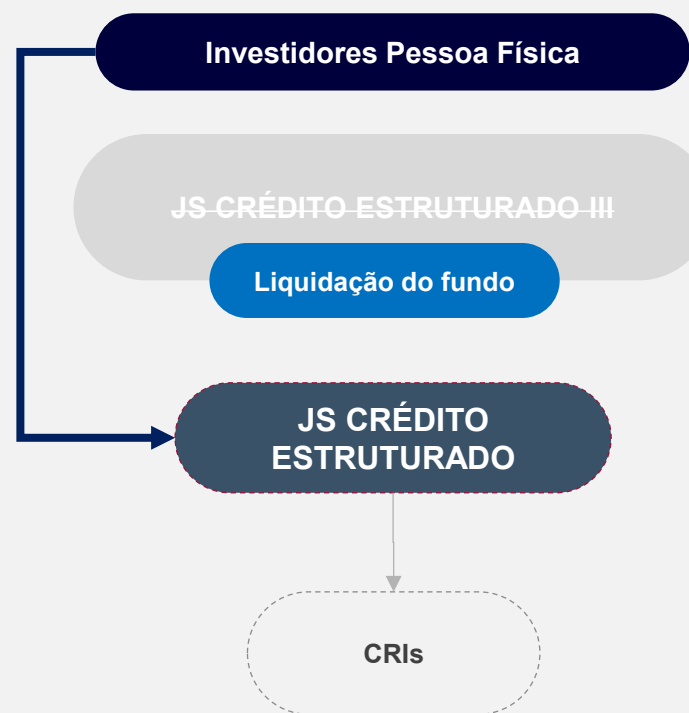 Investidores Pessoa Física
JS CRÉDITO ESTRUTURADO III
Liquidação do fundo
JS CRÉDITO
ESTRUTURADO
CRIs